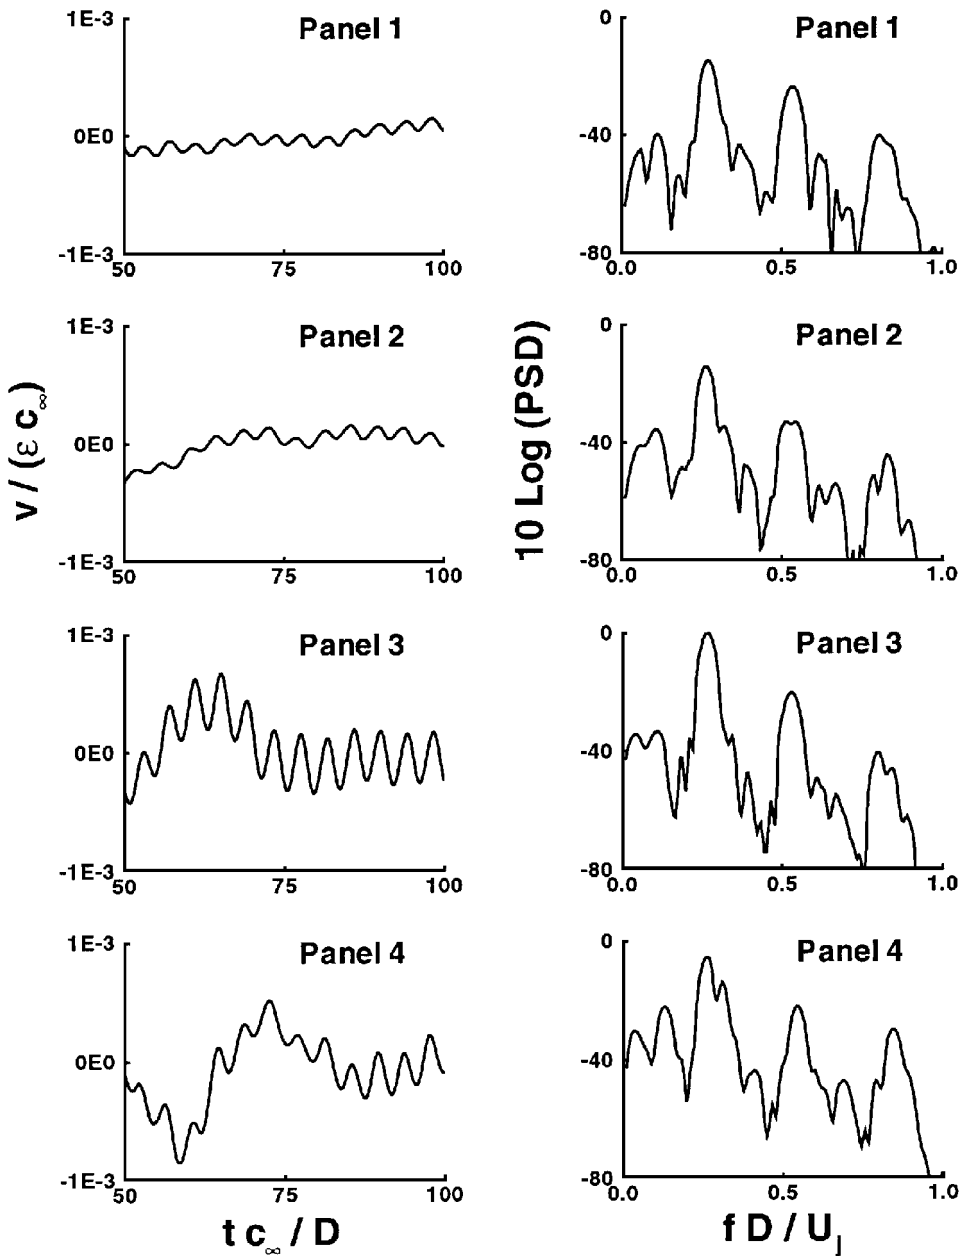 1E-3
Panel 1
0E0
-1E-3
50
75
100
0
Panel 1
-40
-80
0.0
0.5
1.0
1E-3
Panel 2
0E0
-1E-3
50
75
100
0
Panel 2
-40
-80
0.0
0.5
1.0
v / (ε c∞)
10 Log (PSD)
1E-3
Panel 3
0E0
-1E-3
50
75
100
0
Panel 3
-40
-80
0.0
0.5
1.0
1E-3
Panel 4
0E0
-1E-3
50
75
100
0
Panel 4
-40
-80
0.0
0.5
1.0
t c∞ / D
f D / UJ